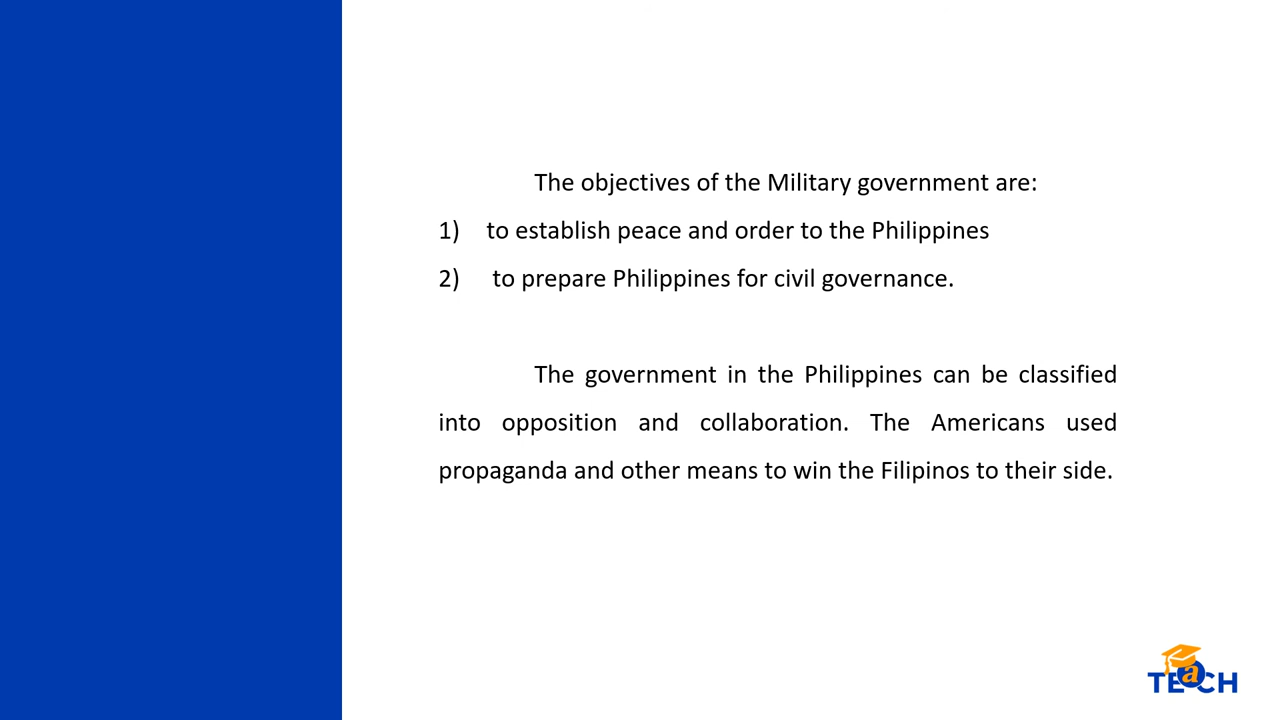 The objectives of the Military government are:
1) to establish peace and order to the Philippines
2) to prepare Philippines for civil governance.
The government in the Philippines can be classified
into opposition and collaboration. The Americans used
propaganda and other means to win the Filipinos to their side.
TEaCH